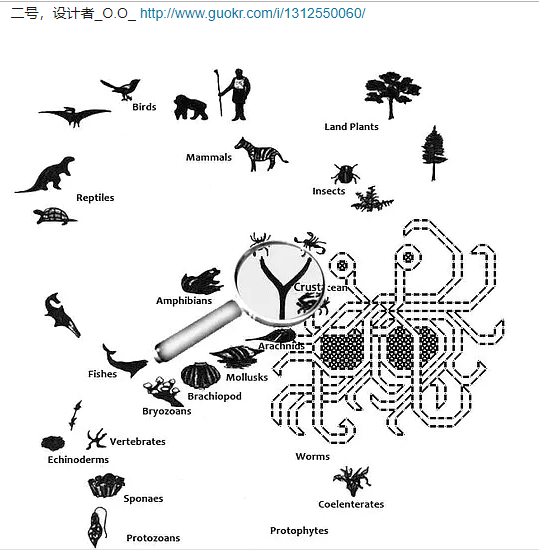 二号，设计者_O.O_ http://www.guokr.com/i/1312550060/
Birds
Land Plants
Mammals
Insects
Reptiles
Crustacean
Amphibians
Arachnids
Fishes
Mollusks
Brachiopod
Bryozoans
Vertebrates
Echinoderms
Worms
Sponaes
Coelenterates
Protophytes
Protozoans